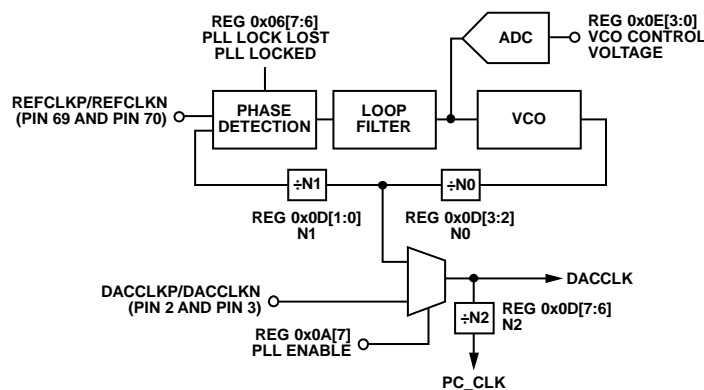 REG 0x06[7:6]
PLL LOCK LOST
PLL LOCKED
ADC
REG 0x0E[3:0]
VCO CONTROL
VOLTAGE
REFCLKP/REFCLKN
(PIN 69 AND PIN 70)
PHASE
DETECTION
LOOP
FILTER
VCO
÷N1
÷N0
REG 0x0D[1:0]
N1
REG 0x0D[3:2]
N0
DACCLK
DACCLKP/DACCLKN
(PIN 2 AND PIN 3)
÷N2
REG 0x0D[7:6]
N2
REG 0x0A[7]
PLL ENABLE
PC_CLK